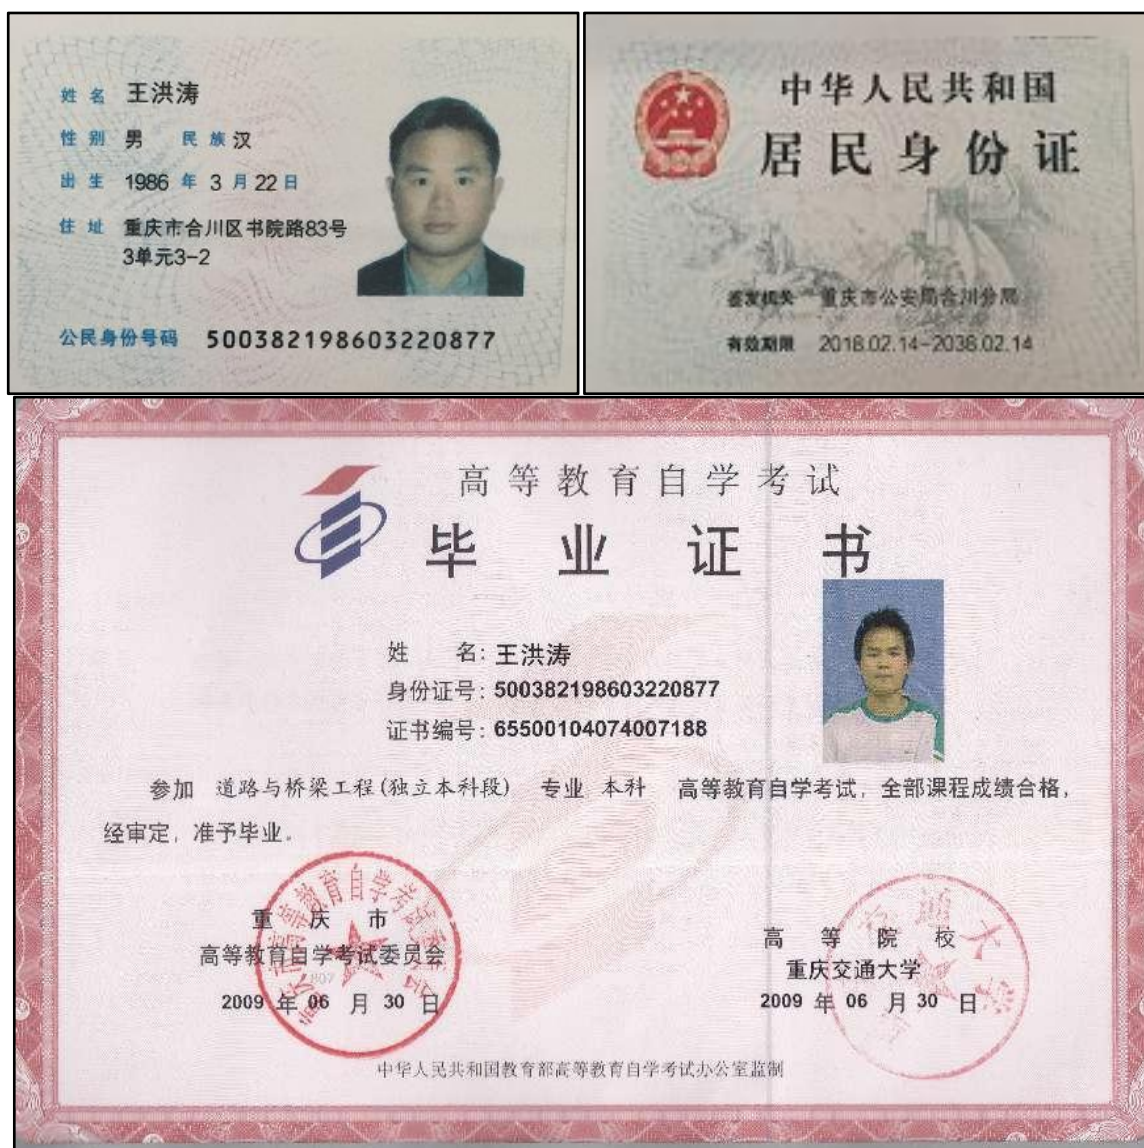 姓名 王洪涛
性别 男 民族 汉
出生 1986 年 3 月 22 日
住址 重庆市合川区书院路83号
3单元3-2
公民身份号码 500382198603220877
中华人民共和国
居民身份证
签发机关 重庆市公安局合川分局
有效期限 2018.02.14-2038.02.14
高等教育自学考试
毕业证书
姓 名: 王洪涛
身份证号: 500382198603220877
证书编号: 65500104074007188
参加 道路与桥梁工程(独立本科段) 专业 本科 高等教育自学考试, 全部课程成绩合格,
经审定, 准予毕业。
重庆市
高等教育自学考试委员会
2009 年 06 月 30 日
高等院校
重庆交通大学
2009 年 06 月 30 日
中华人民共和国教育部高等教育自学考试办公室监制